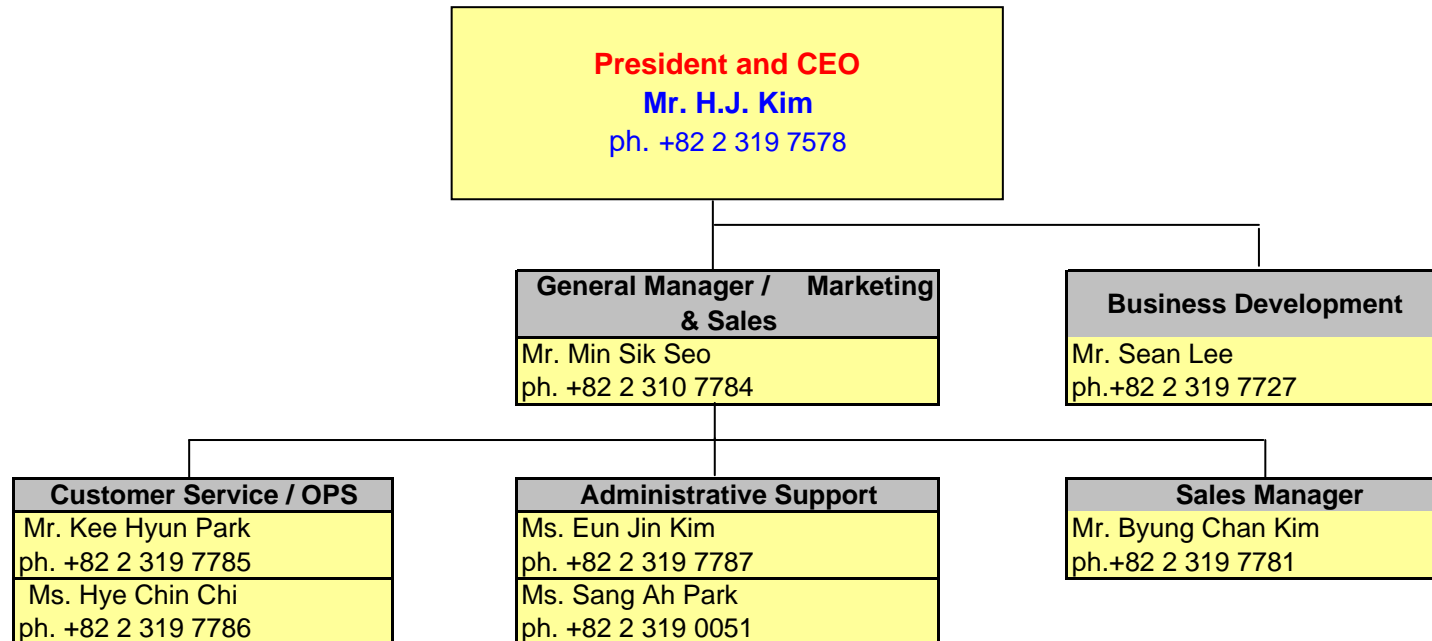 President and CEO
Mr. H.J. Kim
ph. +82 2 319 7578
General Manager / Marketing
& Sales
Mr. Min Sik Seo
ph. +82 2 310 7784
Business Development
Mr. Sean Lee
ph.+82 2 319 7727
Customer Service / OPS
Mr. Kee Hyun Park
ph. +82 2 319 7785
Ms. Hye Chin Chi
ph. +82 2 319 7786
Administrative Support
Ms. Eun Jin Kim
ph. +82 2 319 7787
Ms. Sang Ah Park
ph. +82 2 319 0051
Sales Manager
Mr. Byung Chan Kim
ph.+82 2 319 7781